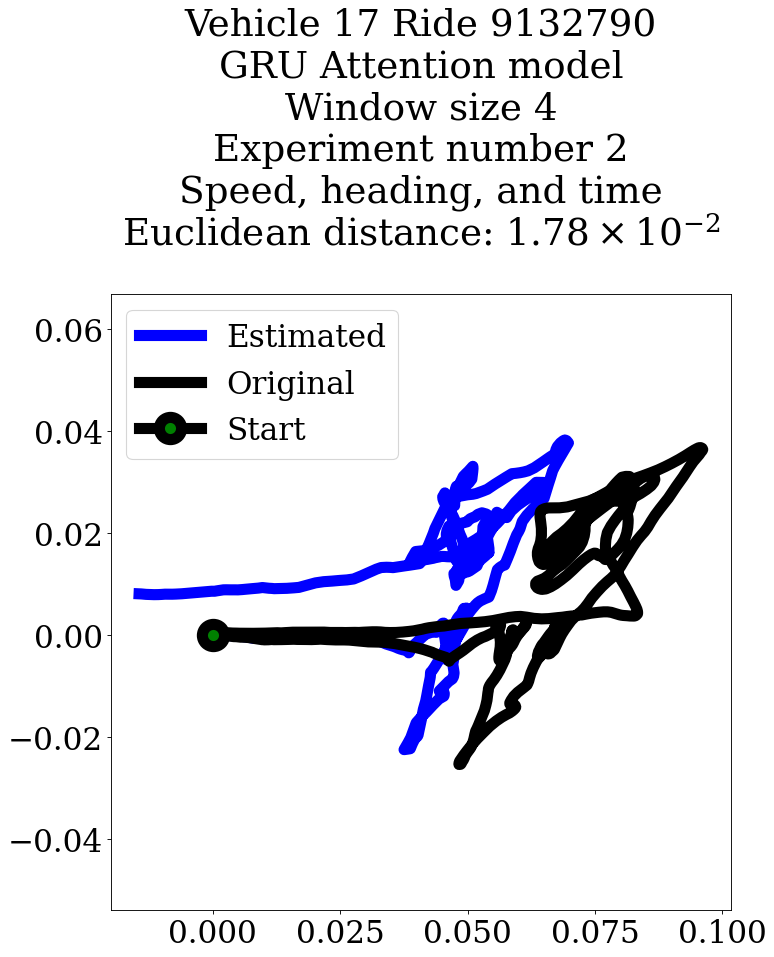 Vehicle 17 Ride 9132790
GRU Attention model
Window size 4
Experiment number 2
Speed, heading, and time
Euclidean distance: 1.78 × 10⁻²
Estimated
Original
Start
0.06
0.04
0.02
0.00
−0.02
−0.04
0.000 0.025 0.050 0.075 0.100